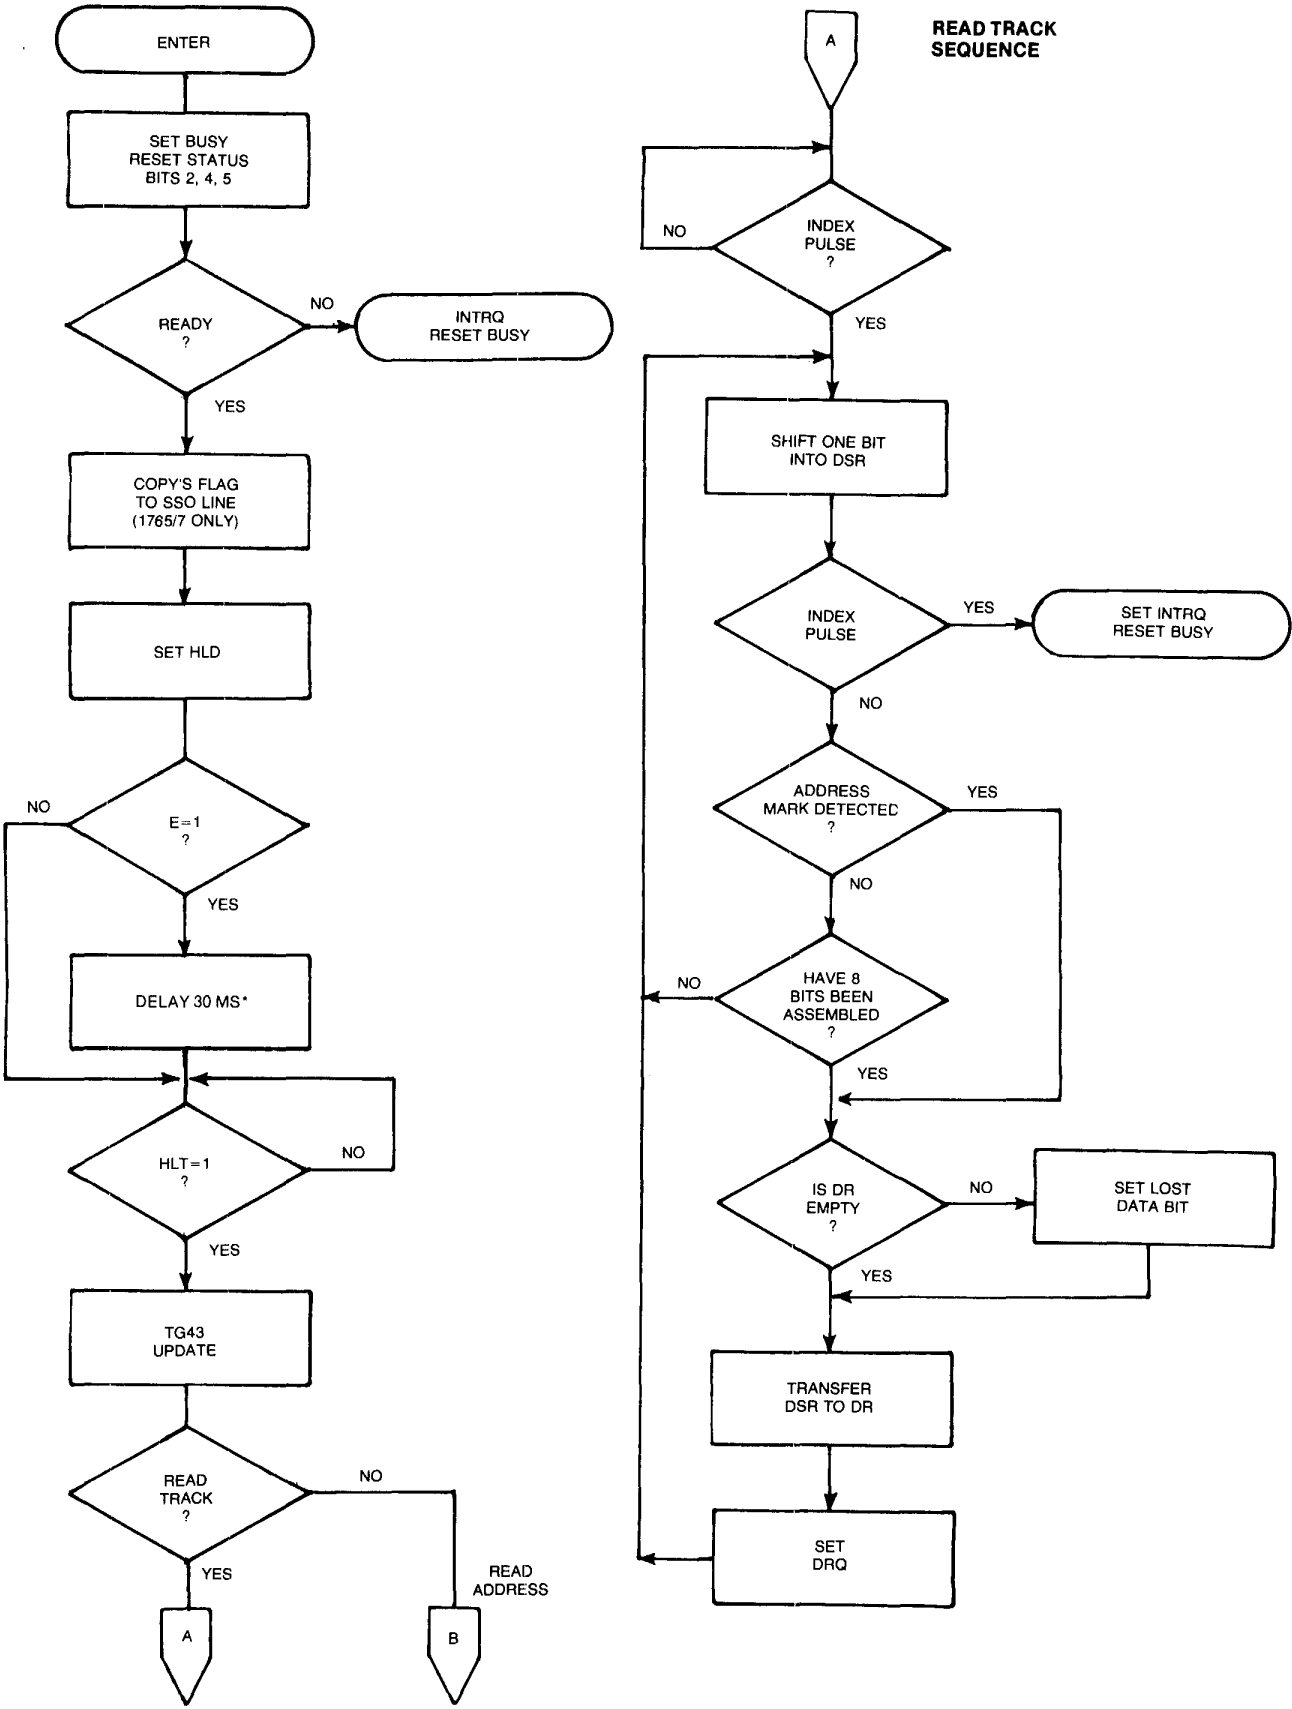 ENTER
SET BUSY
RESET STATUS
BITS 2, 4, 5
READY
?
NO
INTRQ
RESET BUSY
YES
COPY'S FLAG
TO SSO LINE
(1765/7 ONLY)
SET HLD
NO
E=1
?
YES
DELAY 30 MS*
HLT=1
?
NO
YES
TG43
UPDATE
READ
TRACK
?
NO
YES
READ
ADDRESS
A
B
READ TRACK
SEQUENCE
A
INDEX
PULSE
?
NO
YES
SHIFT ONE BIT
INTO DSR
INDEX
PULSE
YES
SET INTRQ
RESET BUSY
NO
ADDRESS
MARK DETECTED
?
YES
NO
HAVE 8
BITS BEEN
ASSEMBLED
?
NO
YES
IS DR
EMPTY
?
NO
SET LOST
DATA BIT
YES
TRANSFER
DSR TO DR
SET
DRQ